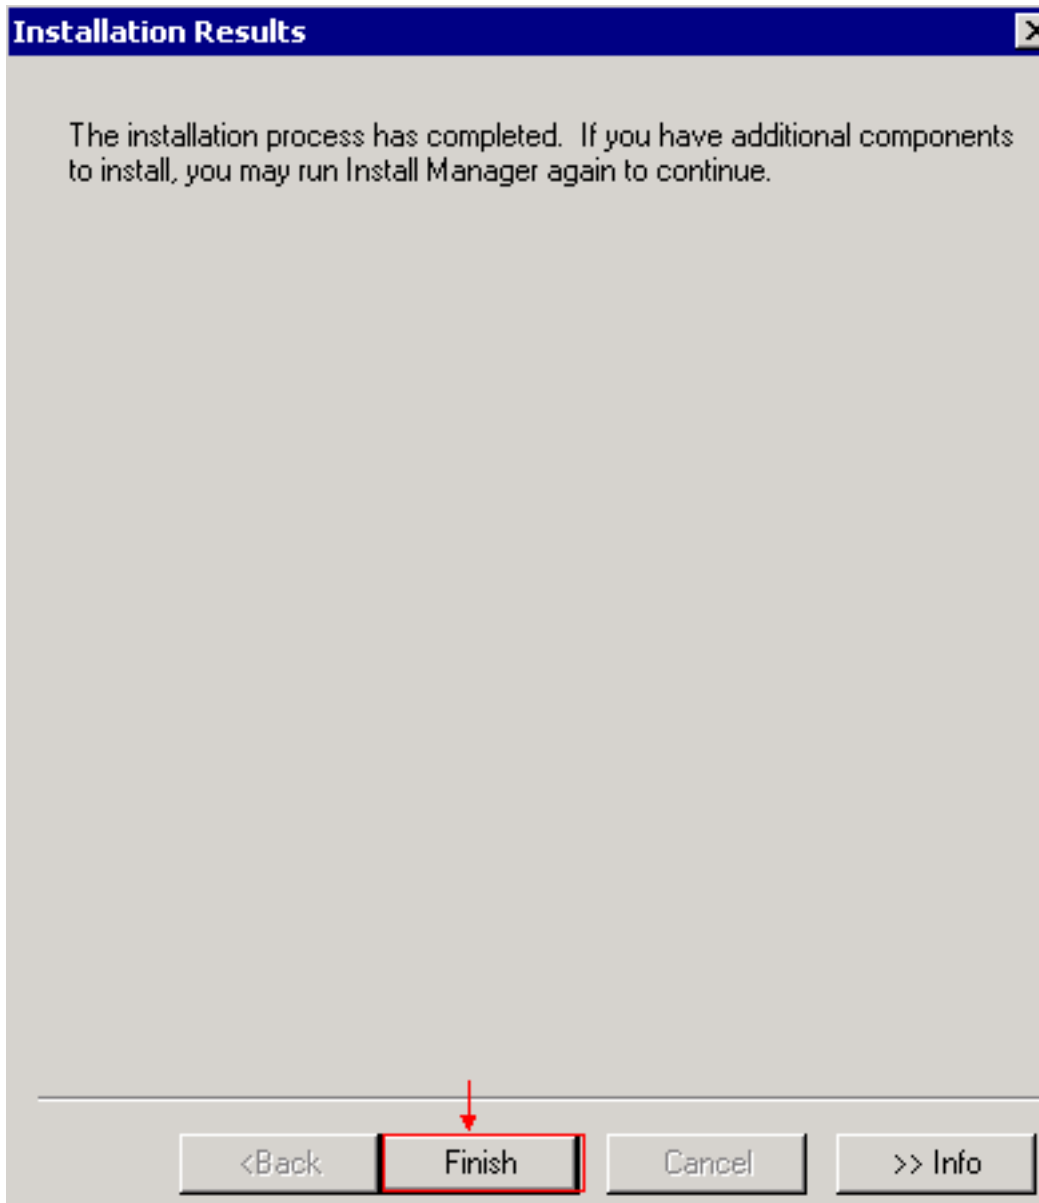 Installation Results
The installation process has completed.  If you have additional components
to install, you may run Install Manager again to continue.
<Back
Finish
Cancel
>> Info